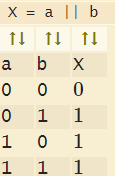 X = a || b
↑↓ ↑↓ ↑↓
a b X
0 0 0
0 1 1
1 0 1
1 1 1